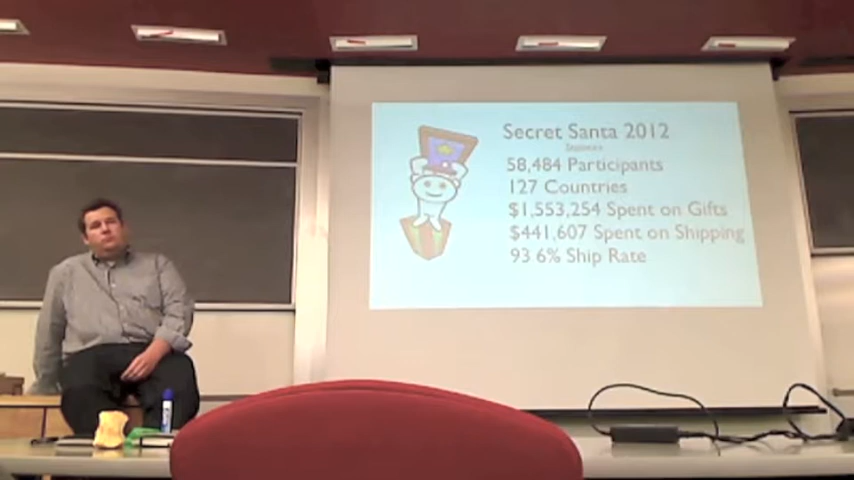 Secret Santa 2012
Statistics
58,484 Participants
127 Countries
$1,553,254 Spent on Gifts
$441,607 Spent on Shipping
93 6% Ship Rate